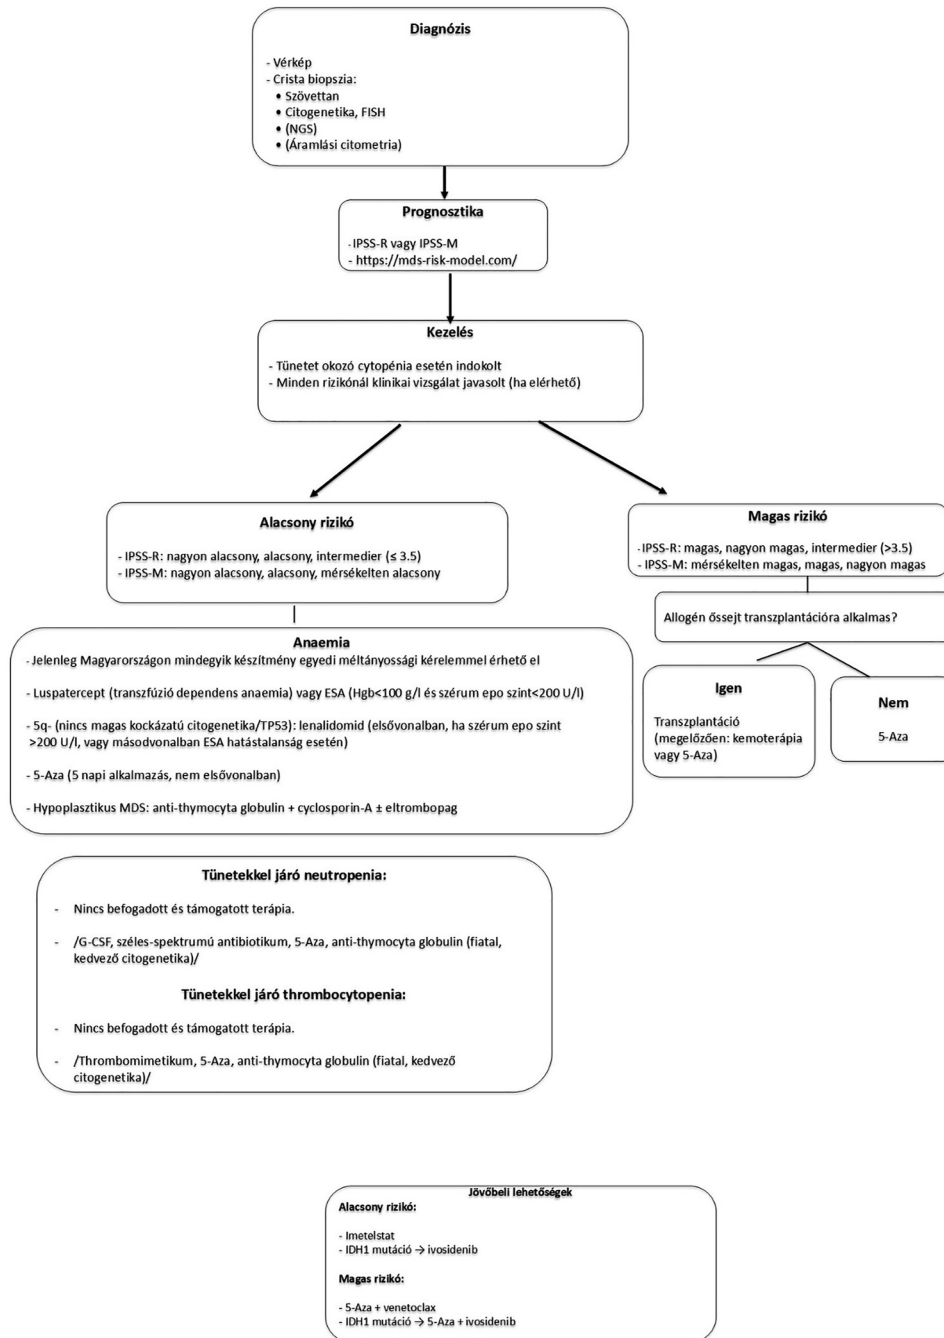 Diagnózis
- Vérkép
- Crista biopszia:
• Szövettan
• Citogenetika, FISH
• (NGS)
• (Áramlási citometria)
Prognosztika
- IPSS-R vagy IPSS-M
- https://mds-risk-model.com/
Kezelés
- Tünetet okozó cytopénia esetén indokolt
- Minden rizikónál klinikai vizsgálat javasolt (ha elérhető)
Alacsony rizikó
- IPSS-R: nagyon alacsony, alacsony, intermedier (≤ 3.5)
- IPSS-M: nagyon alacsony, alacsony, mérsékelten alacsony
Magas rizikó
- IPSS-R: magas, nagyon magas, intermedier (>3.5)
- IPSS-M: mérsékelten magas, magas, nagyon magas
Allogén őssejt transzplantációra alkalmas?
Igen
Transzplantáció
(megelőzően: kemoterápia
vagy 5-Aza)
Nem
5-Aza
Anaemia
- Jelenleg Magyarországon mindegyik készítmény egyedi méltányossági kérelemmel érhető el
- Luspatercept (transzfúzió dependens anaemia) vagy ESA (Hgb<100 g/l és szérum epo szint<200 U/l)
- 5q- (nincs magas kockázatú citogenetika/TP53): lenalidomid (elsővonalban, ha szérum epo szint
>200 U/l, vagy másodvonalban ESA hatástalanság esetén)
- 5-Aza (5 napi alkalmazás, nem elsővonalban)
- Hypoplasztikus MDS: anti-thymocyta globulin + cyclosporin-A ± eltrombopag
Tünetekkel járó neutropenia:
- Nincs befogadott és támogatott terápia.
- /G-CSF, széles-spektrumú antibiotikum, 5-Aza, anti-thymocyta globulin (fiatal,
kedvező citogenetika)/
Tünetekkel járó thrombocytopenia:
- Nincs befogadott és támogatott terápia.
- /Thrombomimetikum, 5-Aza, anti-thymocyta globulin (fiatal, kedvező
citogenetika)/
Jövőbeli lehetőségek
Alacsony rizikó:
- Imetelstat
- IDH1 mutáció → ivosidenib
Magas rizikó:
- 5-Aza + venetoclax
- IDH1 mutáció → 5-Aza + ivosidenib